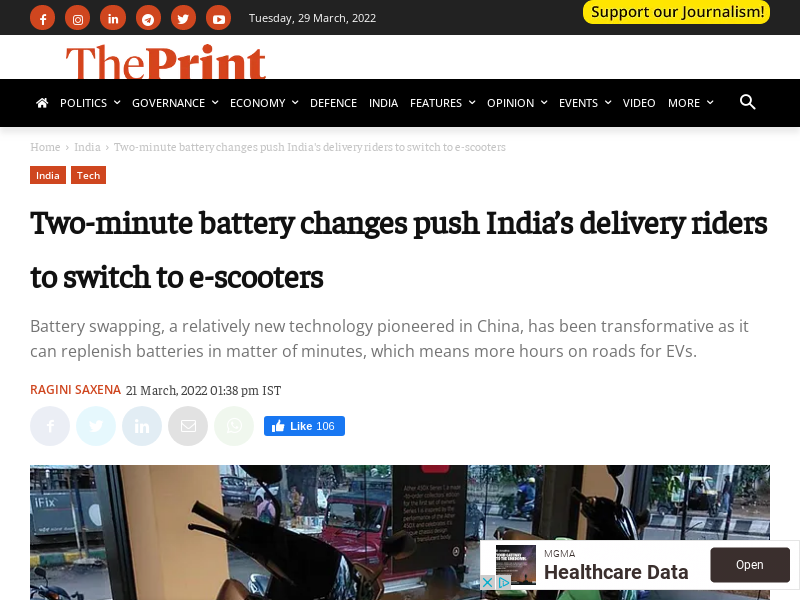 Tuesday, 29 March, 2022
Support our Journalism!
ThePrint
POLITICS GOVERNANCE ECONOMY DEFENCE INDIA FEATURES OPINION EVENTS VIDEO MORE
Home › India › Two-minute battery changes push India's delivery riders to switch to e-scooters
India Tech
Two-minute battery changes push India’s delivery riders
to switch to e-scooters
Battery swapping, a relatively new technology pioneered in China, has been transformative as it
can replenish batteries in matter of minutes, which means more hours on roads for EVs.
RAGINI SAXENA 21 March, 2022 01:38 pm IST
Like 106
iFix
MGMA
Healthcare Data
Open